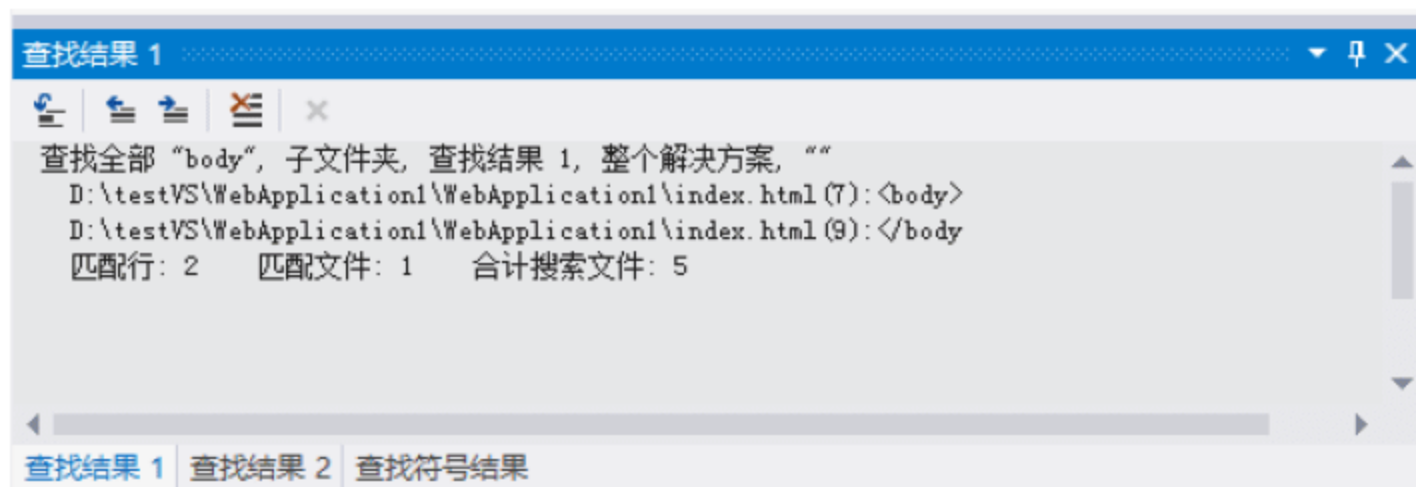 查找结果 1
查找全部 "body", 子文件夹, 查找结果 1, 整个解决方案, ""
D:\testVS\WebApplication1\WebApplication1\index.html(7):<body>
D:\testVS\WebApplication1\WebApplication1\index.html(9):</body
匹配行: 2    匹配文件: 1    合计搜索文件: 5
查找结果 1 查找结果 2 查找符号结果